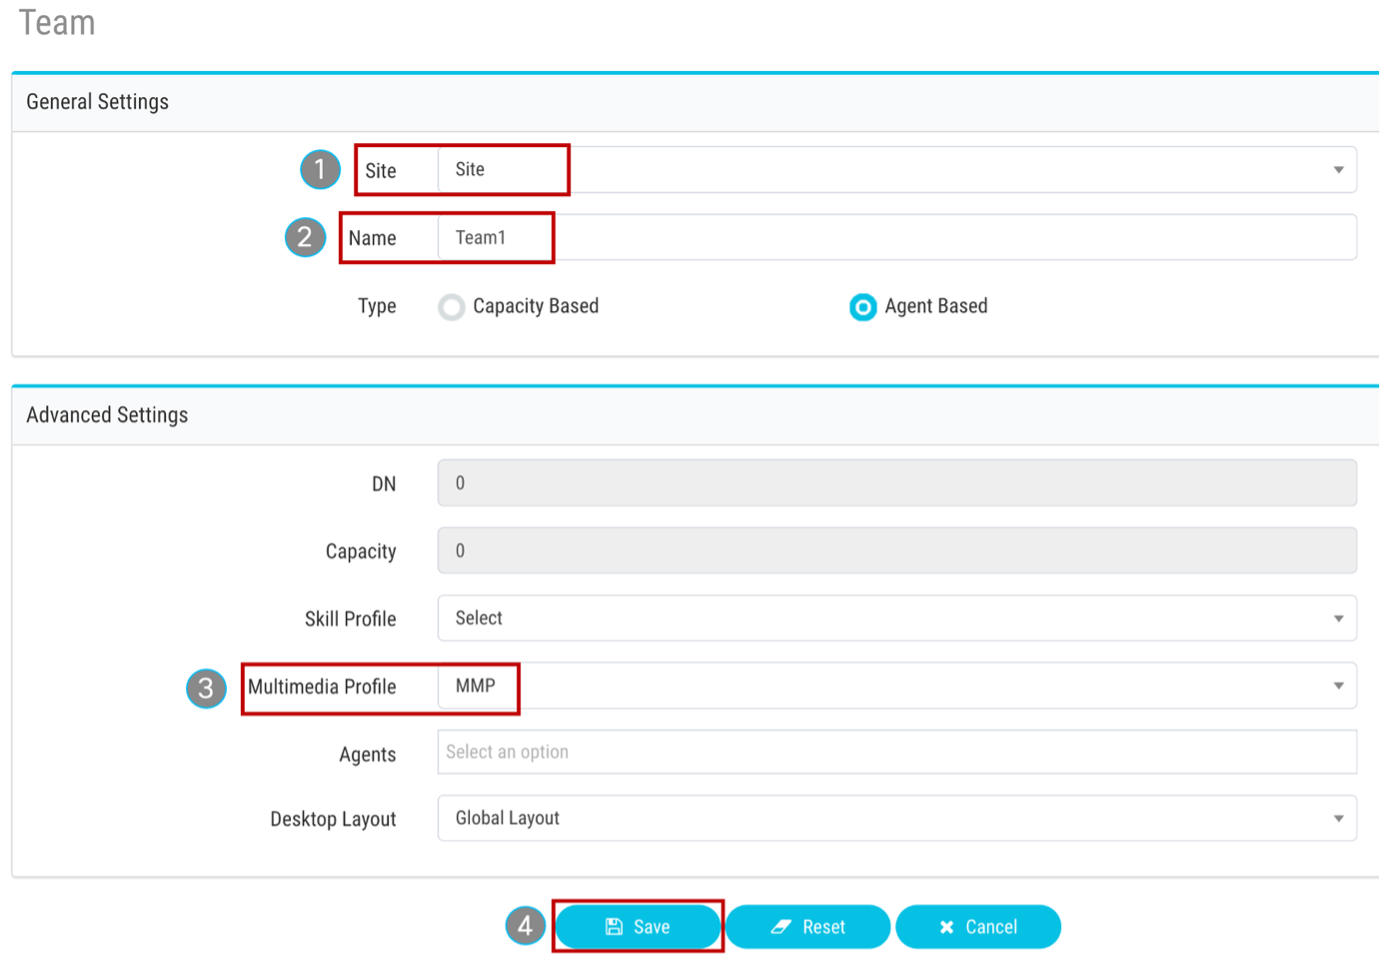 Team
General Settings
1 Site Site
2 Name Team1
Type Capacity Based Agent Based
Advanced Settings
DN 0
Capacity 0
Skill Profile Select
3 Multimedia Profile MMP
Agents Select an option
Desktop Layout Global Layout
4 Save Reset Cancel